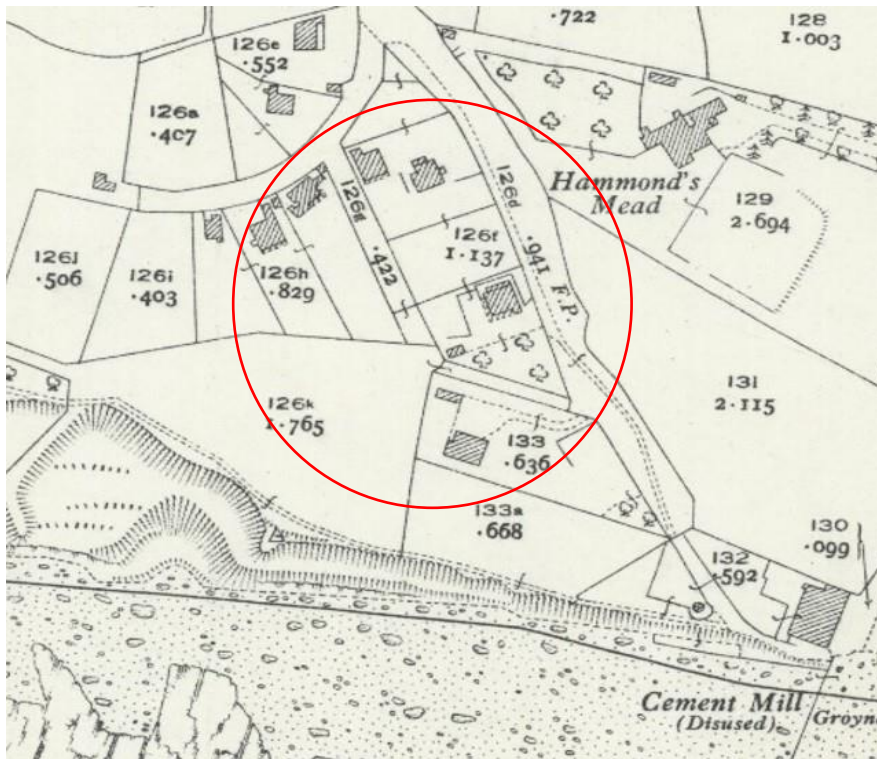 ·722
128
1·003
126e
·552
126a
·407
Hammond's
Mead
129
2·694
126d
·941
F.P.
126g
·422
126f
1·137
126h
·829
126j
·506
126i
·403
131
2·115
126k
1·765
133
·636
133a
·668
130
·099
132
·592
Cement Mill
(Disused)
Groyn